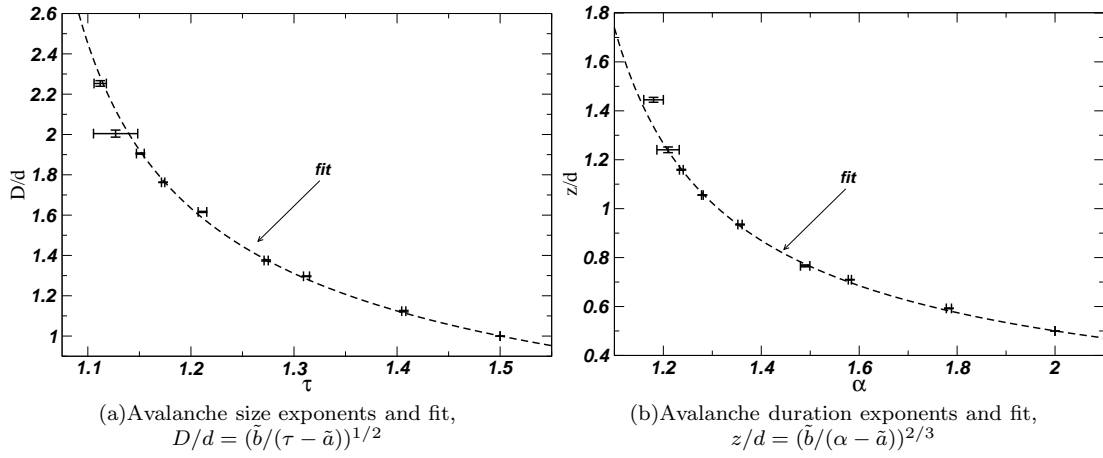 2.6
2.4
2.2
2
1.8
1.6
1.4
1.2
1
D/d
fit
1.1 1.2 1.3 1.4 1.5
τ
(a)Avalanche size exponents and fit,
D/d = (b̃/(τ − ã))^{1/2}
1.8
1.6
1.4
1.2
1
0.8
0.6
0.4
z/d
fit
1.2 1.4 1.6 1.8 2
α
(b)Avalanche duration exponents and fit,
z/d = (b̃/(α − ã))^{2/3}